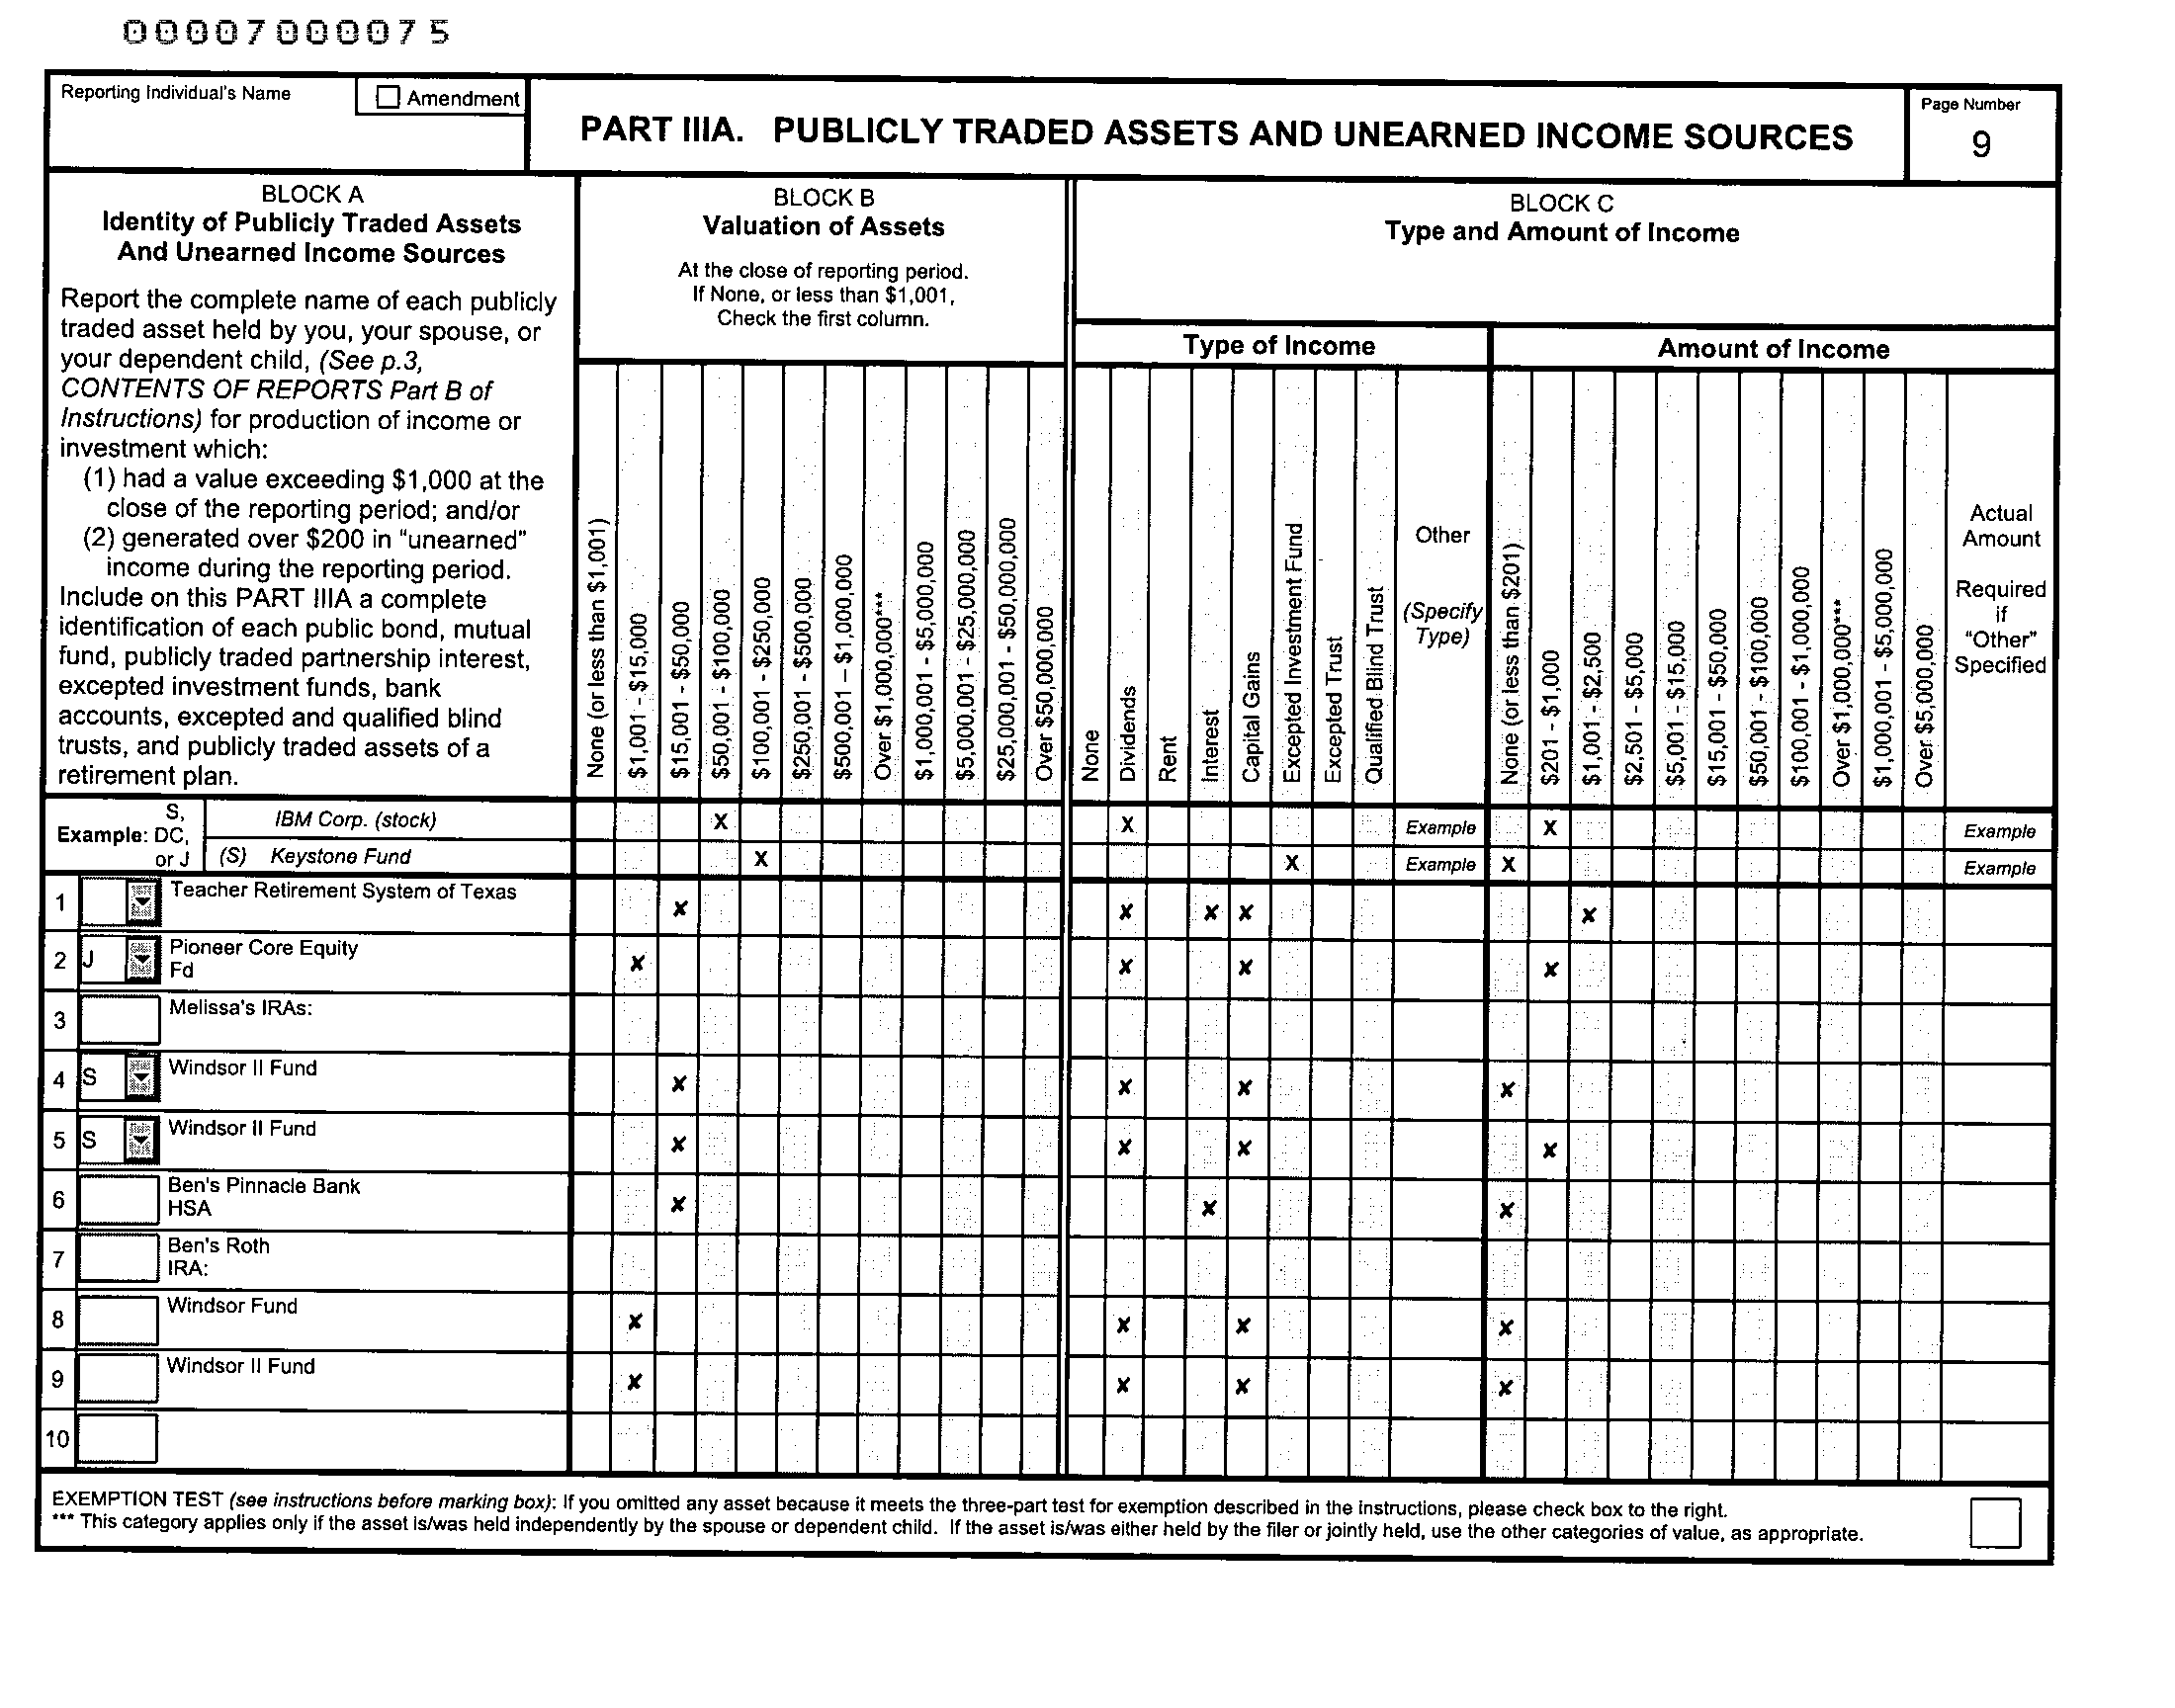 00007000075
Reporting Individual's Name
Amendment
PART IIIA. PUBLICLY TRADED ASSETS AND UNEARNED INCOME SOURCES
Page Number
9
BLOCK A
Identity of Publicly Traded Assets
And Unearned Income Sources
Report the complete name of each publicly
traded asset held by you, your spouse, or
your dependent child, (See p.3,
CONTENTS OF REPORTS Part B of
Instructions) for production of income or
investment which:
(1) had a value exceeding $1,000 at the
close of the reporting period; and/or
(2) generated over $200 in "unearned"
income during the reporting period.
Include on this PART IIIA a complete
identification of each public bond, mutual
fund, publicly traded partnership interest,
excepted investment funds, bank
accounts, excepted and qualified blind
trusts, and publicly traded assets of a
retirement plan.
BLOCK B
Valuation of Assets
At the close of reporting period.
If None, or less than $1,001,
Check the first column.
None (or less than $1,001)
$1,001 - $15,000
$15,001 - $50,000
$50,001 - $100,000
$100,001 - $250,000
$250,001 - $500,000
$500,001 – $1,000,000
Over $1,000,000***
$1,000,001 - $5,000,000
$5,000,001 - $25,000,000
$25,000,001 - $50,000,000
Over $50,000,000
BLOCK C
Type and Amount of Income
Type of Income
None
Dividends
Rent
Interest
Capital Gains
Excepted Investment Fund
Excepted Trust
Qualified Blind Trust
Other
(Specify
Type)
Amount of Income
None (or less than $201)
$201 - $1,000
$1,001 - $2,500
$2,501 - $5,000
$5,001 - $15,000
$15,001 - $50,000
$50,001 - $100,000
$100,001 - $1,000,000
Over $1,000,000***
$1,000,001 - $5,000,000
Over $5,000,000
Actual
Amount
Required
if
"Other"
Specified
S,
Example: DC,
or J
IBM Corp. (stock) X X Example X Example
(S) Keystone Fund X X Example X Example
1 Teacher Retirement System of Texas x x x x x
2 J Pioneer Core Equity
Fd x x x x
3 Melissa's IRAs:
4 S Windsor II Fund x x x x
5 S Windsor II Fund x x x x
6 Ben's Pinnacle Bank
HSA x x x
7 Ben's Roth
IRA:
8 Windsor Fund x x x x
9 Windsor II Fund x x x x
10
EXEMPTION TEST (see instructions before marking box): If you omitted any asset because it meets the three-part test for exemption described in the instructions, please check box to the right.
*** This category applies only if the asset is/was held independently by the spouse or dependent child. If the asset is/was either held by the filer or jointly held, use the other categories of value, as appropriate.